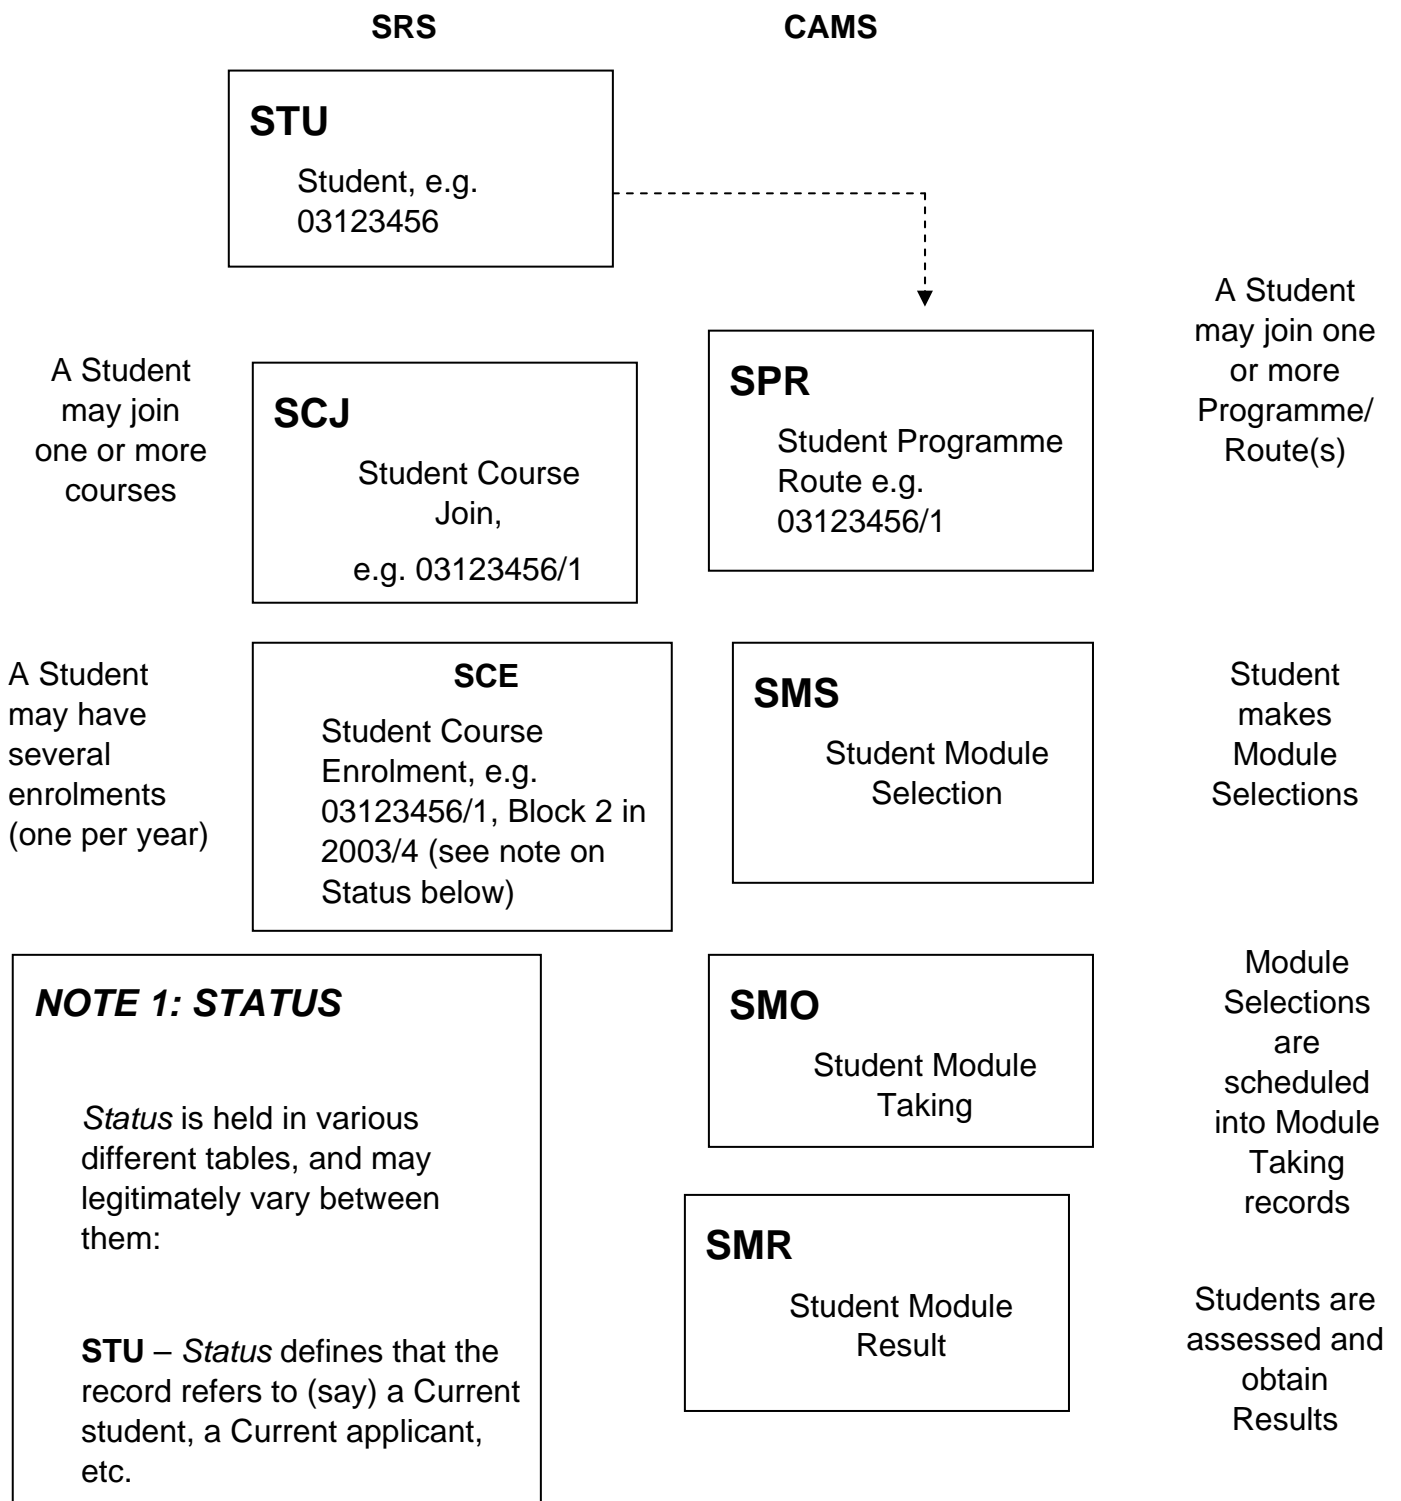 SRS
CAMS
STU
Student, e.g.
03123456
A Student
may join
one or more
courses
SCJ
Student Course
Join,
e.g. 03123456/1
SPR
Student Programme
Route e.g.
03123456/1
A Student
may join one
or more
Programme/
Route(s)
A Student
may have
several
enrolments
(one per year)
SCE
Student Course
Enrolment, e.g.
03123456/1, Block 2 in
2003/4 (see note on
Status below)
SMS
Student Module
Selection
Student
makes
Module
Selections
NOTE 1: STATUS
Status is held in various
different tables, and may
legitimately vary between
them:
STU – Status defines that the
record refers to (say) a Current
student, a Current applicant,
etc.
SMO
Student Module
Taking
Module
Selections
are
scheduled
into Module
Taking
records
SMR
Student Module
Result
Students are
assessed and
obtain
Results